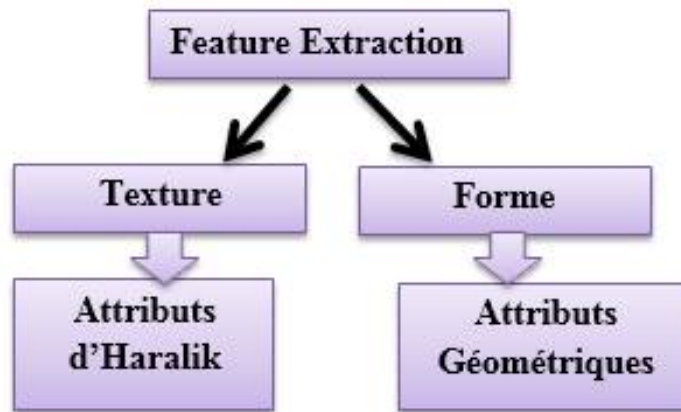 Feature Extraction
Texture
Forme
Attributs
d'Haralik
Attributs
Géométriques